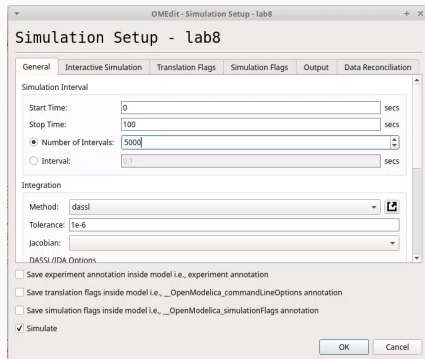 OMEdit - Simulation Setup - lab8
Simulation Setup - lab8
General Interactive Simulation Translation Flags Simulation Flags Output Data Reconciliation
Simulation Interval
Start Time: 0 secs
Stop Time: 100 secs
Number of Intervals: 5000
Interval: 0.1 secs
Integration
Method: dassl
Tolerance: 1e-6
Jacobian:
DASSL/IDA Options
Save experiment annotation inside model i.e., experiment annotation
Save translation flags inside model i.e., __OpenModelica_commandLineOptions annotation
Save simulation flags inside model i.e., __OpenModelica_simulationFlags annotation
Simulate
OK Cancel